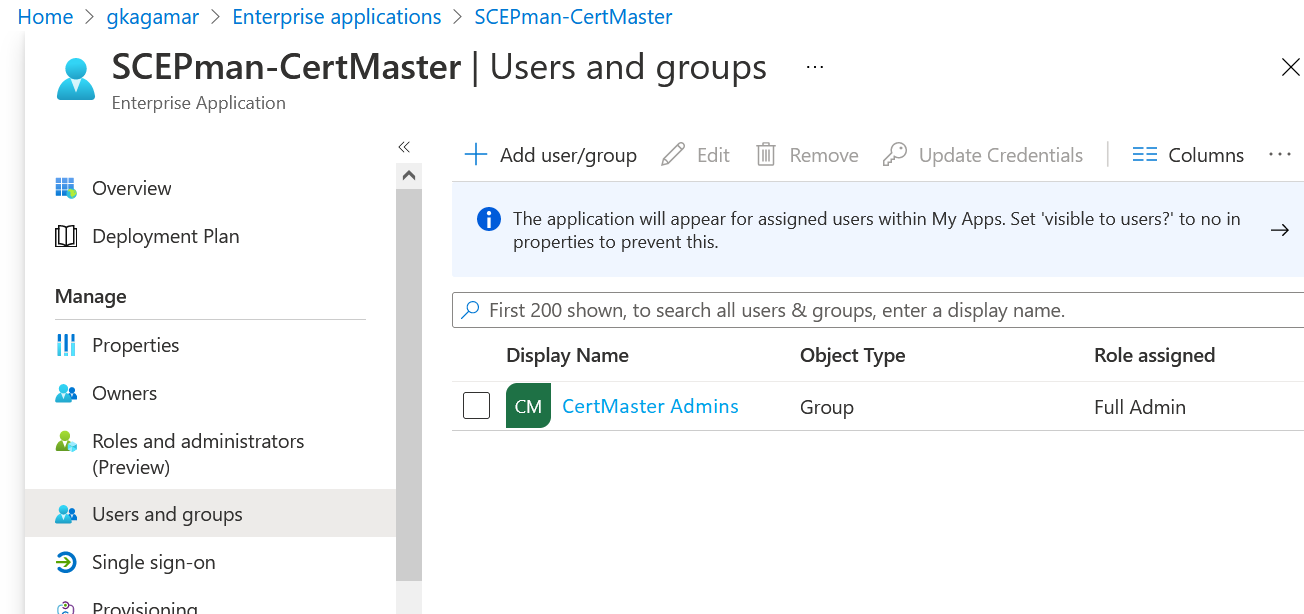 Home > gkagamar > Enterprise applications > SCEPman-CertMaster
SCEPman-CertMaster | Users and groups ...
Enterprise Application
Overview
Deployment Plan
Manage
Properties
Owners
Roles and administrators
(Preview)
Users and groups
Single sign-on
Provisioning
Add user/group Edit Remove Update Credentials | Columns ...
The application will appear for assigned users within My Apps. Set 'visible to users?' to no in
properties to prevent this.
First 200 shown, to search all users & groups, enter a display name.
Display Name Object Type Role assigned
CM CertMaster Admins Group Full Admin